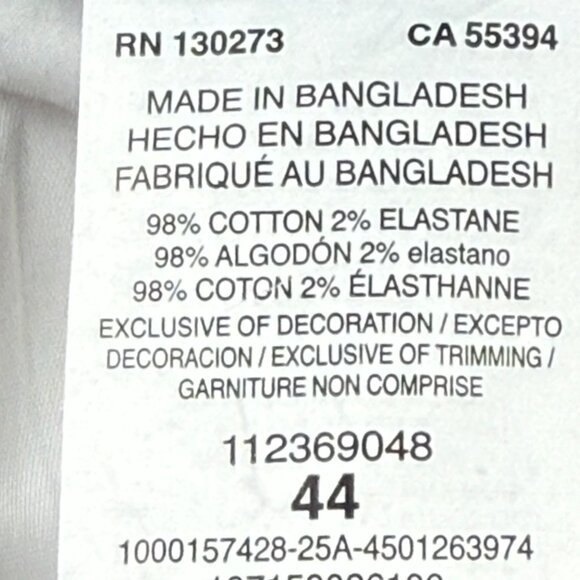 RN 130273 CA 55394
MADE IN BANGLADESH
HECHO EN BANGLADESH
FABRIQUÉ AU BANGLADESH
98% COTTON 2% ELASTANE
98% ALGODÓN 2% elastano
98% COTON 2% ÉLASTHANNE
EXCLUSIVE OF DECORATION / EXCEPTO
DECORACION / EXCLUSIVE OF TRIMMING /
GARNITURE NON COMPRISE
112369048
44
1000157428-25A-4501263974